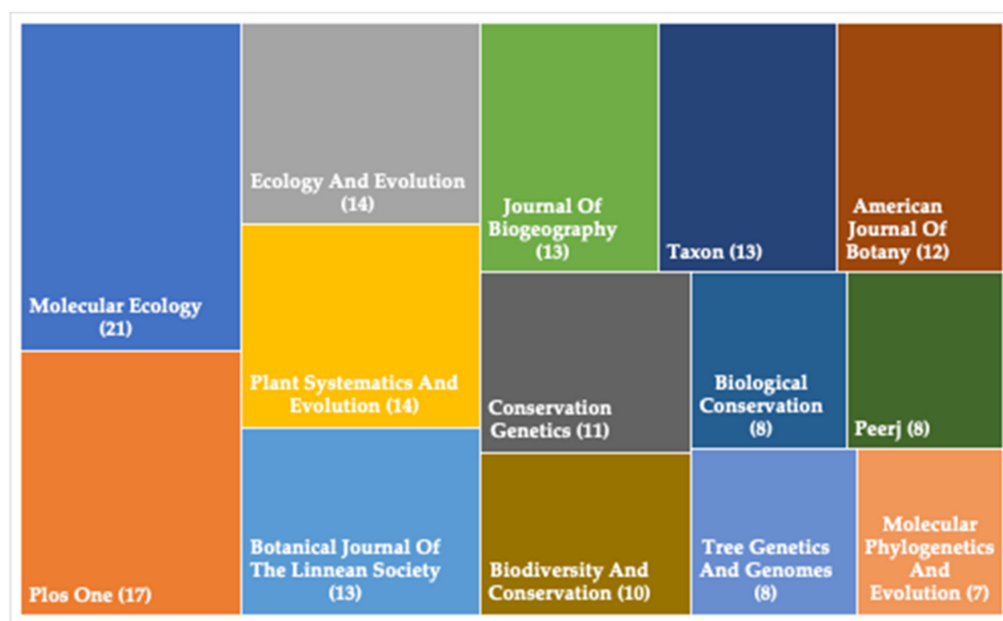 Molecular Ecology
(21)
Plos One (17)
Ecology And Evolution
(14)
Plant Systematics And
Evolution (14)
Botanical Journal Of
The Linnean Society
(13)
Journal Of
Biogeography
(13)
Taxon (13)
American
Journal Of
Botany (12)
Conservation
Genetics (11)
Biodiversity And
Conservation (10)
Biological
Conservation
(8)
Peerj (8)
Tree Genetics
And Genomes
(8)
Molecular
Phylogenetics
And
Evolution (7)